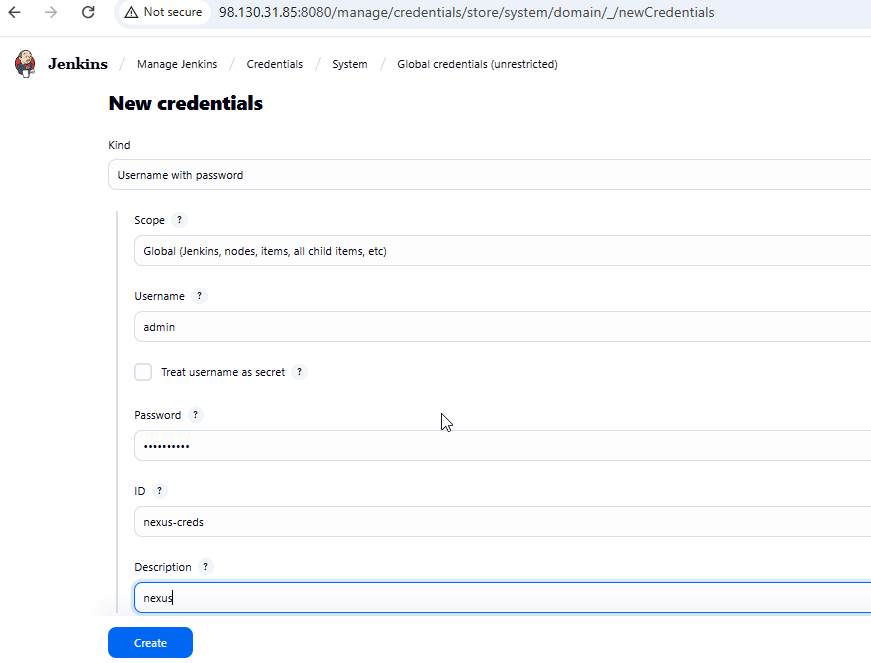 Not secure 98.130.31.85:8080/manage/credentials/store/system/domain/_/newCredentials
Jenkins / Manage Jenkins / Credentials / System / Global credentials (unrestricted)
New credentials
Kind
Username with password
Scope ?
Global (Jenkins, nodes, items, all child items, etc)
Username ?
admin
Treat username as secret ?
Password ?
••••••••••
ID ?
nexus-creds
Description ?
nexus
Create